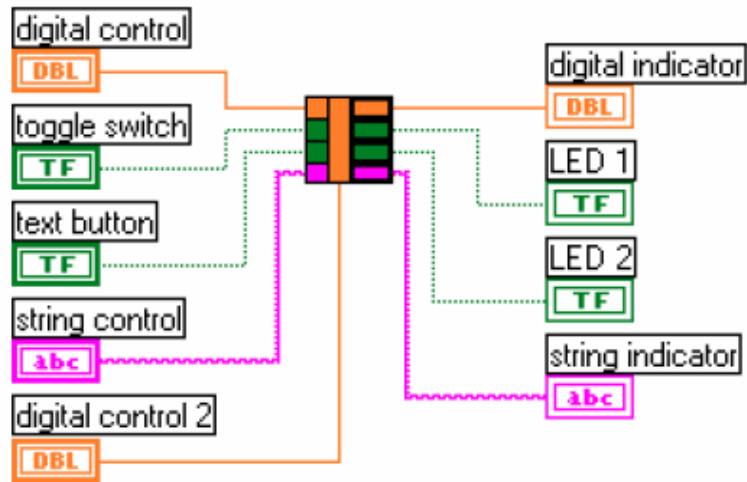 digital control
DBL
toggle switch
TF
text button
TF
string control
abc
digital control 2
DBL
digital indicator
DBL
LED 1
TF
LED 2
TF
string indicator
abc